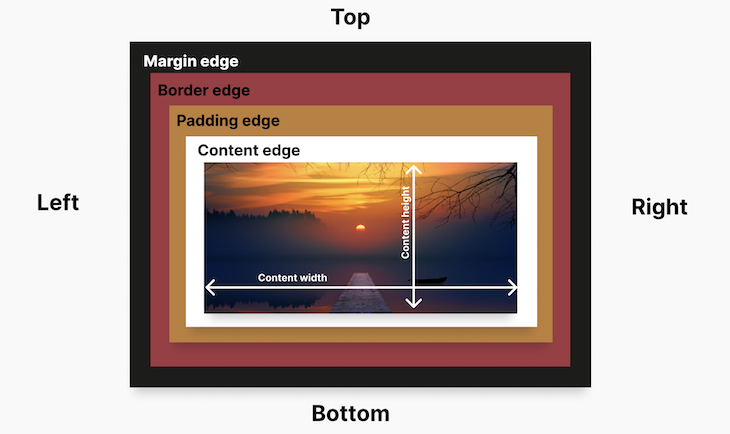 Top
Margin edge
Border edge
Padding edge
Content edge
Left
Content height
Right
Content width
Bottom